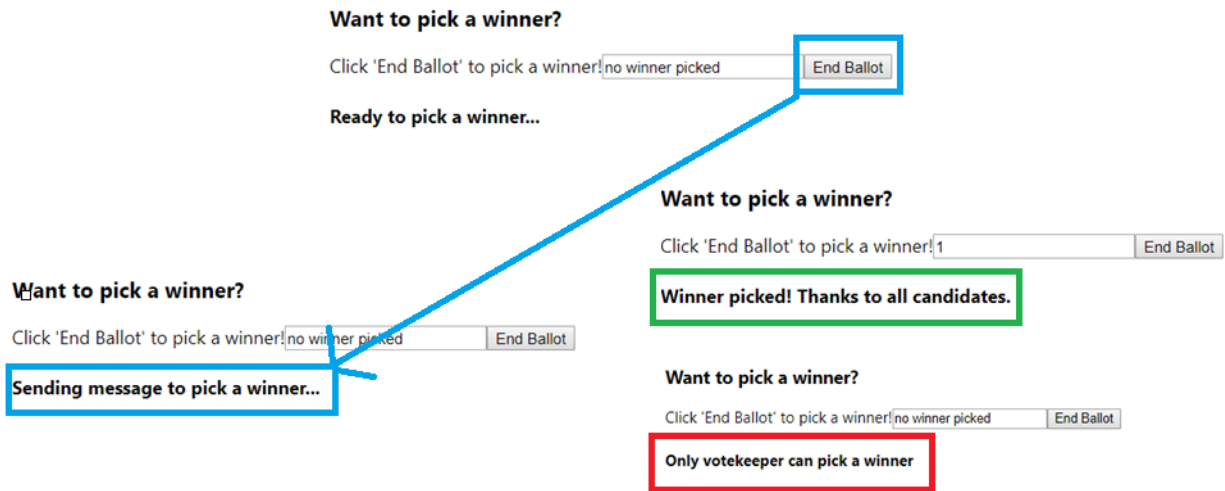 Want to pick a winner?
Click 'End Ballot' to pick a winner! no winner picked End Ballot
Ready to pick a winner...
Want to pick a winner?
Click 'End Ballot' to pick a winner! 1 End Ballot
Winner picked! Thanks to all candidates.
Want to pick a winner?
Click 'End Ballot' to pick a winner! no winner picked End Ballot
Sending message to pick a winner...
Want to pick a winner?
Click 'End Ballot' to pick a winner! no winner picked End Ballot
Only votekeeper can pick a winner